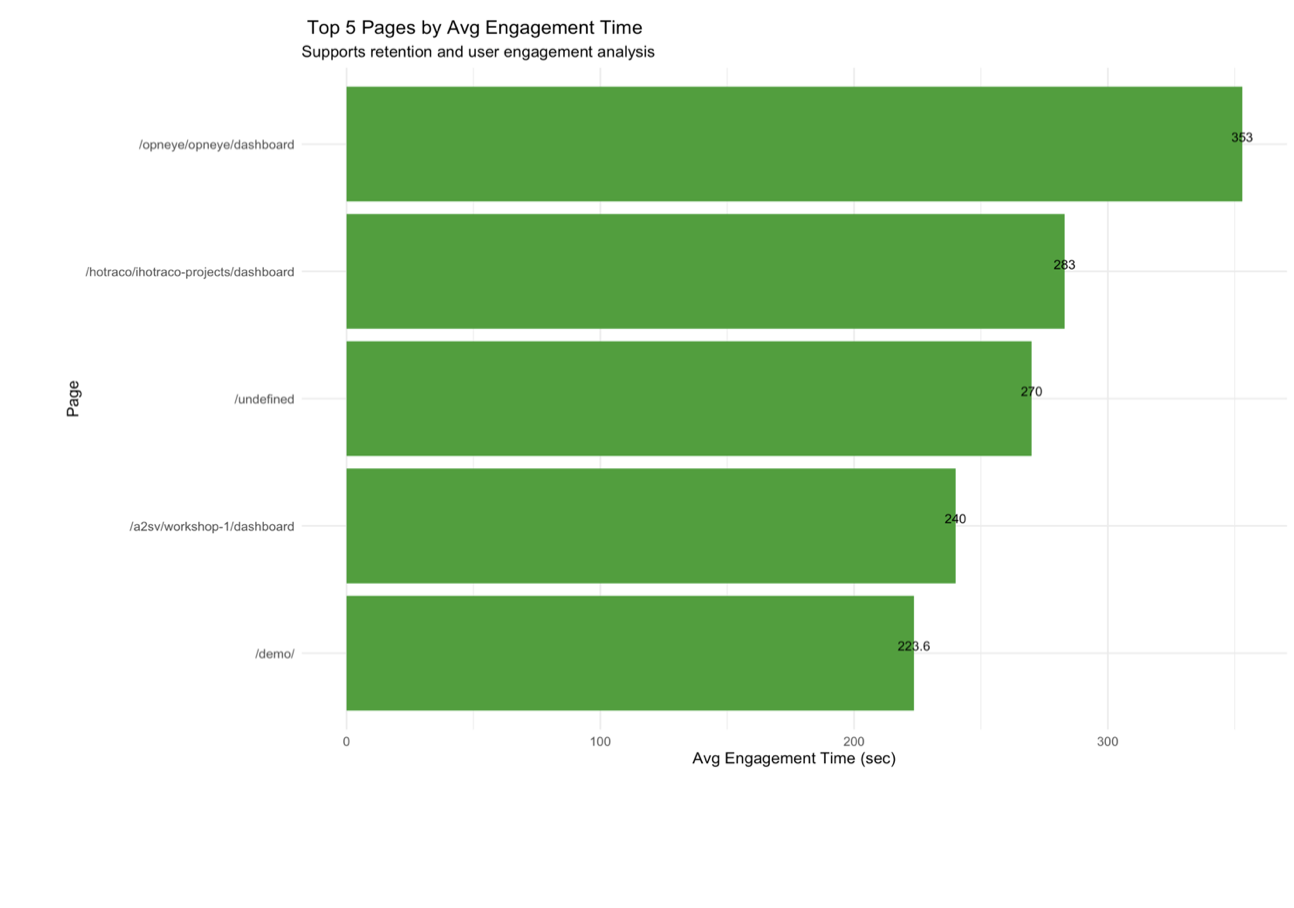 Top 5 Pages by Avg Engagement Time
Supports retention and user engagement analysis
/opneye/opneye/dashboard
353
/hotraco/ihotraco-projects/dashboard
283
/undefined
270
Page
/a2sv/workshop-1/dashboard
240
/demo/
223.6
0 100 200 300
Avg Engagement Time (sec)